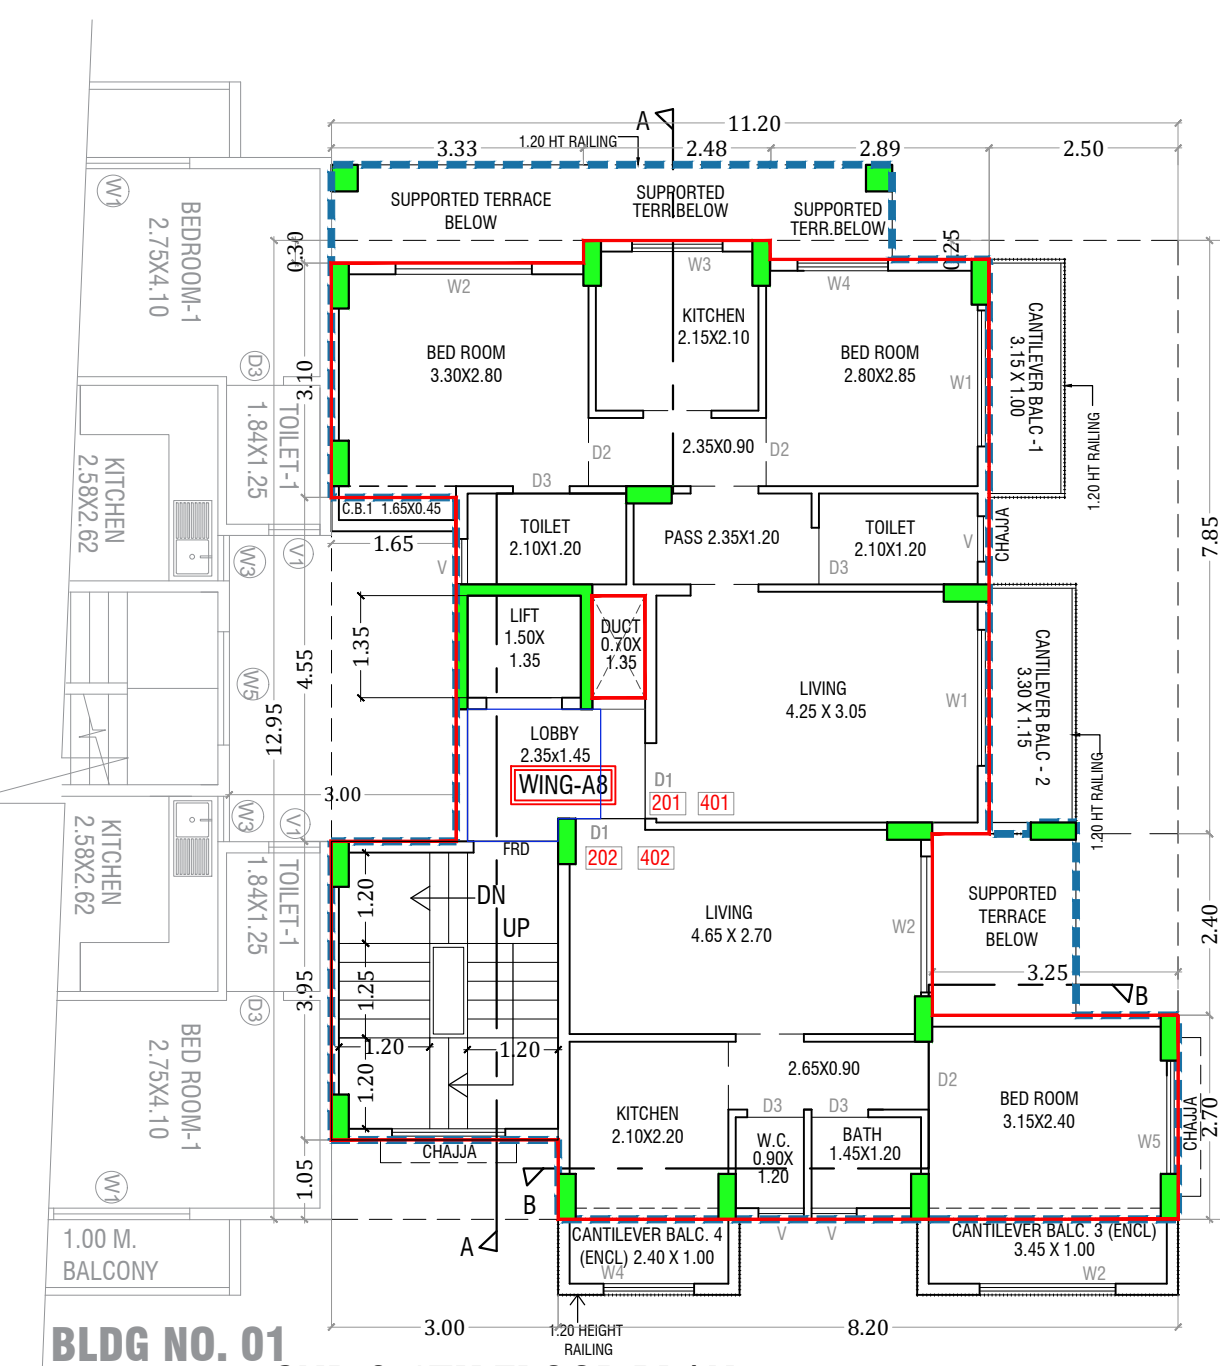 A
11.20
1.20 HT RAILING
3.33
2.48
2.89
2.50
SUPPORTED TERRACE
BELOW
SUPPORTED
TERR.BELOW
SUPPORTED
TERR.BELOW
W1
BEDROOM-1
2.75X4.10
0.30
0.25
W2
W3
W4
KITCHEN
2.15X2.10
BED ROOM
3.30X2.80
BED ROOM
2.80X2.85
W1
CANTILEVER BALC -1
3.15 X 1.00
1.20 HT RAILING
D3
3.10
TOILET-1
1.84X1.25
KITCHEN
2.58X2.62
D2
2.35X0.90
D2
D3
C.B.1 1.65X0.45
1.65
TOILET
2.10X1.20
PASS 2.35X1.20
TOILET
2.10X1.20
V
CHAJJA
7.85
W3
V1
V
D3
LIFT
1.50X
1.35
DUCT
0.70X
1.35
1.35
4.55
W5
12.95
LIVING
4.25 X 3.05
W1
CANTILEVER BALC - 2
3.30 X 1.15
1.20 HT RAILING
LOBBY
2.35x1.45
WING-A8
D1
201
401
3.00
W3
V1
FRD
D1
202
402
KITCHEN
2.58X2.62
TOILET-1
1.84X1.25
1.20
DN
UP
LIVING
4.65 X 2.70
W2
SUPPORTED
TERRACE
BELOW
2.40
3.25
B
3.95
1.25
D3
1.20
1.20
1.20
BED ROOM-1
2.75X4.10
2.65X0.90
D2
BED ROOM
3.15X2.40
W5
CHAJJA
2.70
KITCHEN
2.10X2.20
D3
D3
W.C.
0.90X
1.20
BATH
1.45X1.20
CHAJJA
1.05
W1
B
A
V
V
1.00 M.
BALCONY
CANTILEVER BALC. 4
(ENCL) 2.40 X 1.00
W4
CANTILEVER BALC. 3 (ENCL)
3.45 X 1.00
W2
3.00
1.20 HEIGHT
RAILING
8.20
BLDG NO. 01